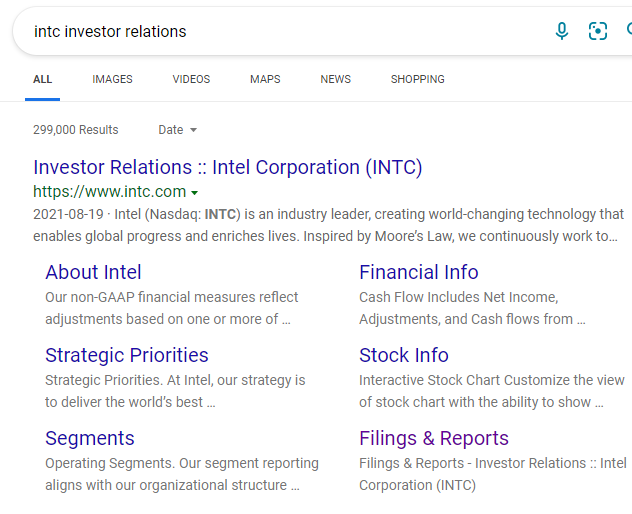 intc investor relations
ALL IMAGES VIDEOS MAPS NEWS SHOPPING
299,000 Results Date
Investor Relations :: Intel Corporation (INTC)
https://www.intc.com
2021-08-19 · Intel (Nasdaq: INTC) is an industry leader, creating world-changing technology that
enables global progress and enriches lives. Inspired by Moore’s Law, we continuously work to…
About Intel
Our non-GAAP financial measures reflect
adjustments based on one or more of …
Financial Info
Cash Flow Includes Net Income,
Adjustments, and Cash flows from …
Strategic Priorities
Strategic Priorities. At Intel, our strategy is
to deliver the world’s best …
Stock Info
Interactive Stock Chart Customize the view
of stock chart with the ability to show …
Segments
Operating Segments. Our segment reporting
aligns with our organizational structure …
Filings & Reports
Filings & Reports - Investor Relations :: Intel
Corporation (INTC)